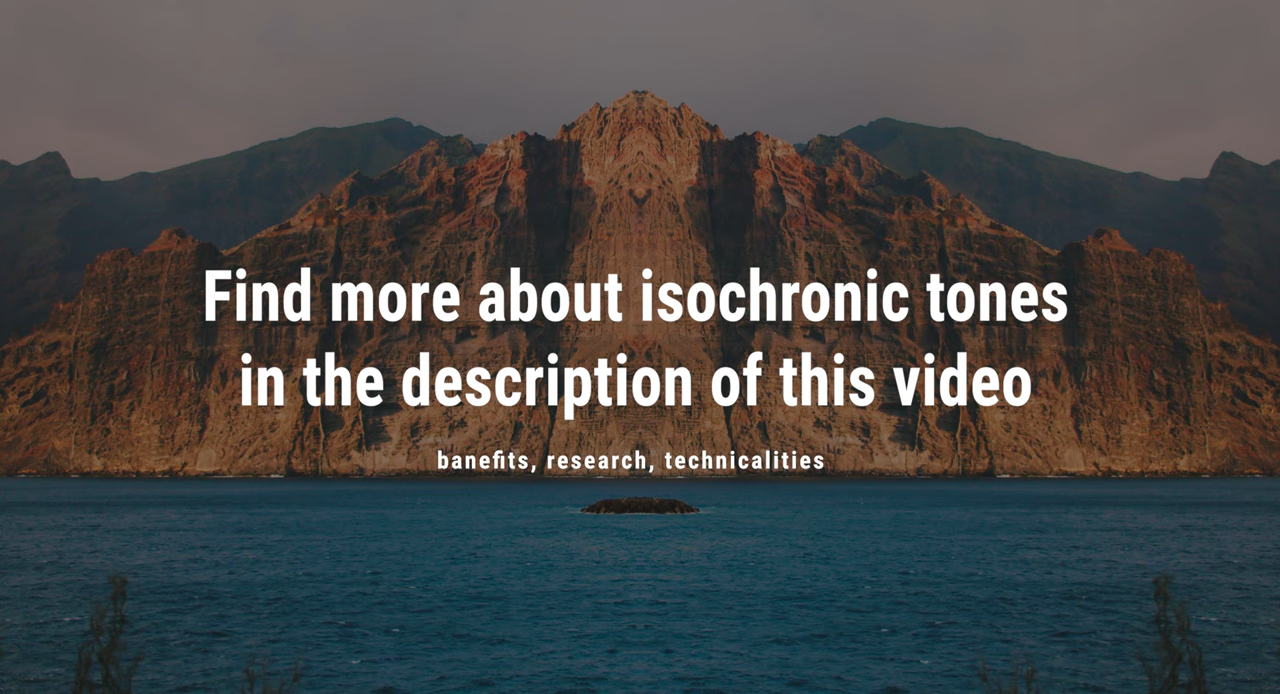 Find more about isochronic tones
in the description of this video
banefits, research, technicalities